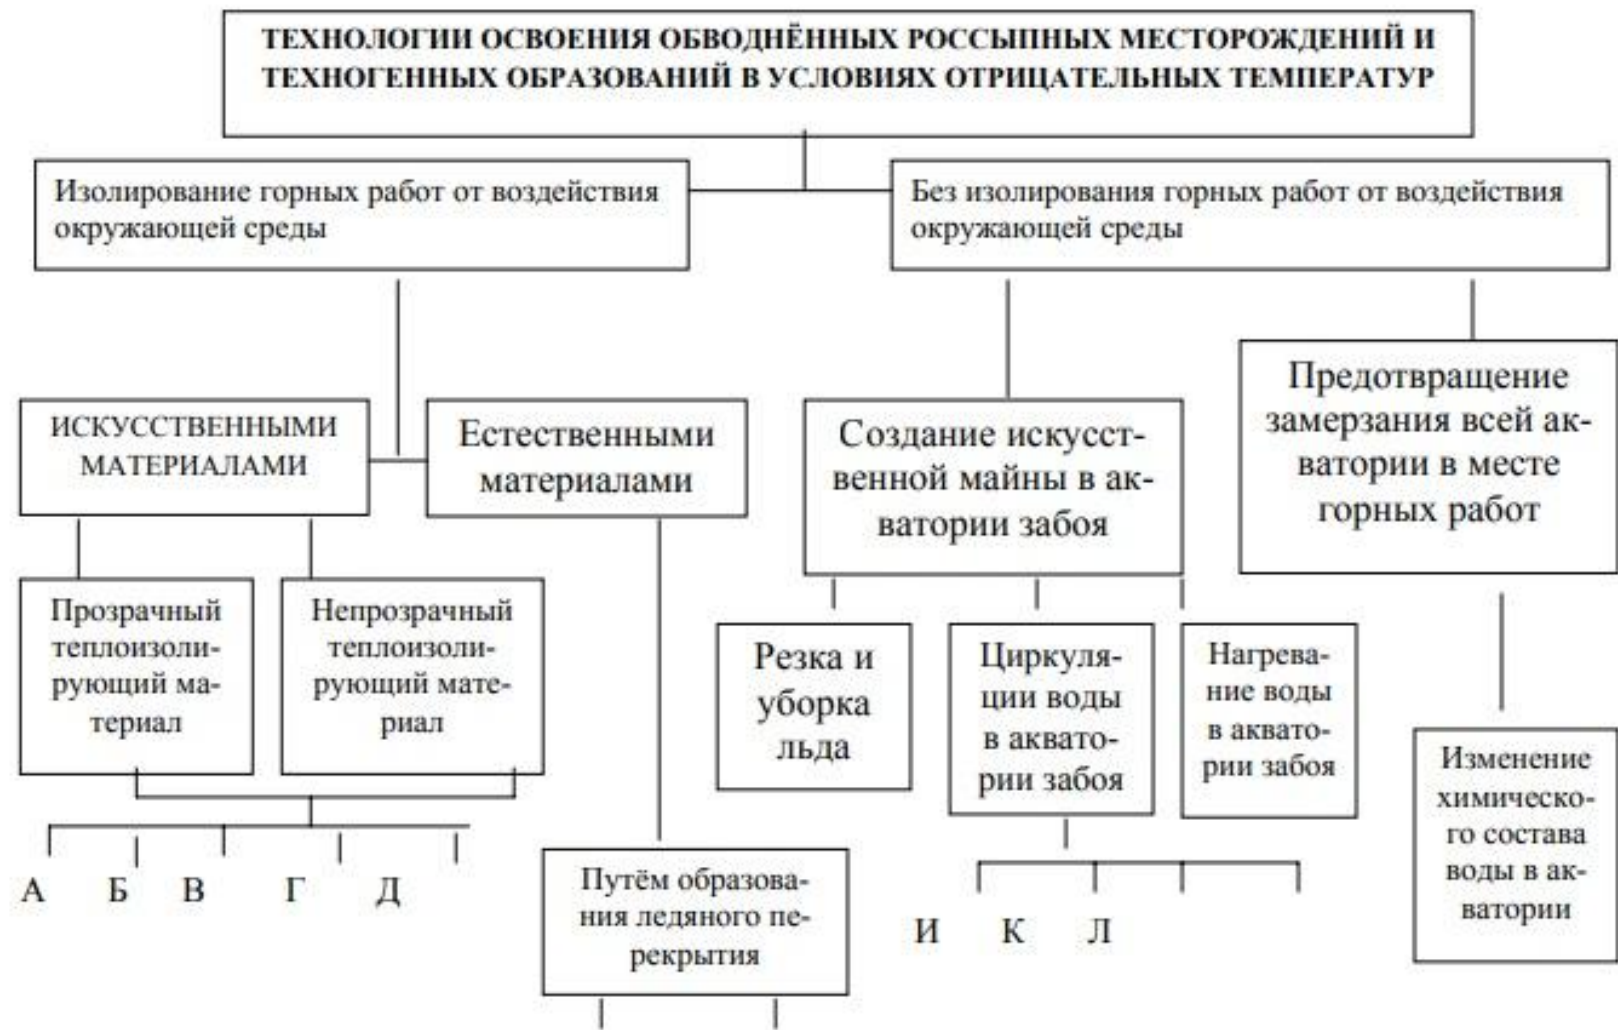 ТЕХНОЛОГИИ ОСВОЕНИЯ ОБВОДНЁННЫХ РОССЫПНЫХ МЕСТОРОЖДЕНИЙ И
ТЕХНОГЕННЫХ ОБРАЗОВАНИЙ В УСЛОВИЯХ ОТРИЦАТЕЛЬНЫХ ТЕМПЕРАТУР
Изолирование горных работ от воздействия
окружающей среды
Без изолирования горных работ от воздействия
окружающей среды
ИСКУССТВЕННЫМИ
МАТЕРИАЛАМИ
Естественными
материалами
Создание искусст-
венной майны в ак-
ватории забоя
Предотвращение
замерзания всей ак-
ватории в месте
горных работ
Прозрачный
теплоизоли-
рующий ма-
териал
Непрозрачный
теплоизоли-
рующий мате-
риал
Резка и
уборка
льда
Циркуля-
ции воды
в аквато-
рии забоя
Нагрева-
ние воды
в аквато-
рии забоя
Изменение
химическо-
го состава
воды в ак-
ватории
А Б В Г Д
Путём образова-
ния ледяного пе-
рекрытия
И К Л